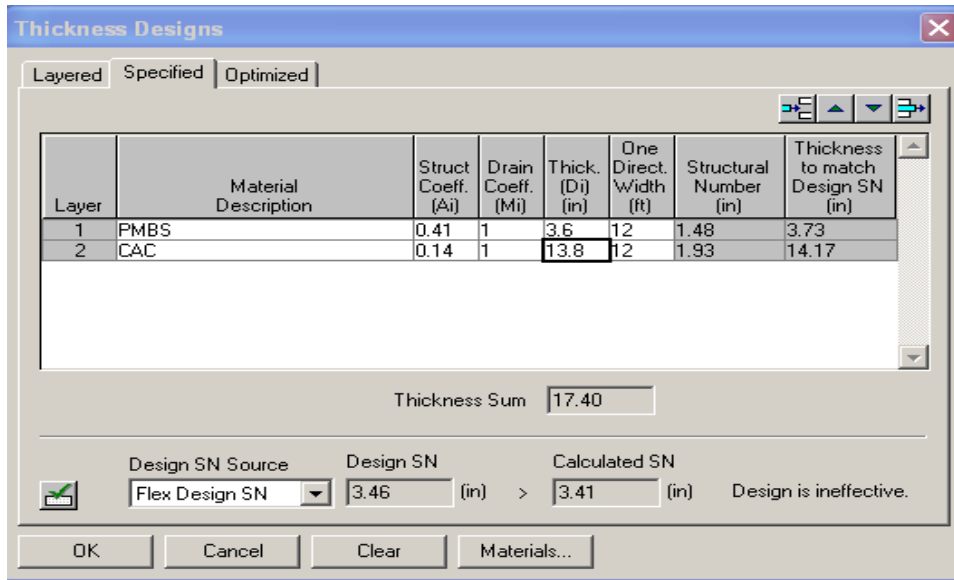 Thickness Designs
Layered Specified Optimized
Layer Material Description Struct Coeff. (Ai) Drain Coeff. (Mi) Thick. (Di) (in) One Direct. Width (ft) Structural Number (in) Thickness to match Design SN (in)
1 PMBS 0.41 1 3.6 12 1.48 3.73
2 CAC 0.14 1 13.8 12 1.93 14.17
Thickness Sum 17.40
Design SN Source Design SN Calculated SN
Flex Design SN 3.46 (in) > 3.41 (in) Design is ineffective.
OK Cancel Clear Materials...